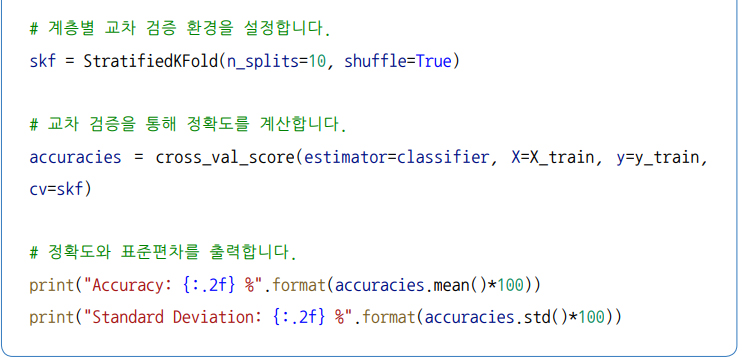 # 계층별 교차 검증 환경을 설정합니다.
skf = StratifiedKFold(n_splits=10, shuffle=True)
# 교차 검증을 통해 정확도를 계산합니다.
accuracies = cross_val_score(estimator=classifier, X=X_train, y=y_train,
cv=skf)
# 정확도와 표준편차를 출력합니다.
print("Accuracy: {:.2f} %".format(accuracies.mean()*100))
print("Standard Deviation: {:.2f} %".format(accuracies.std()*100))